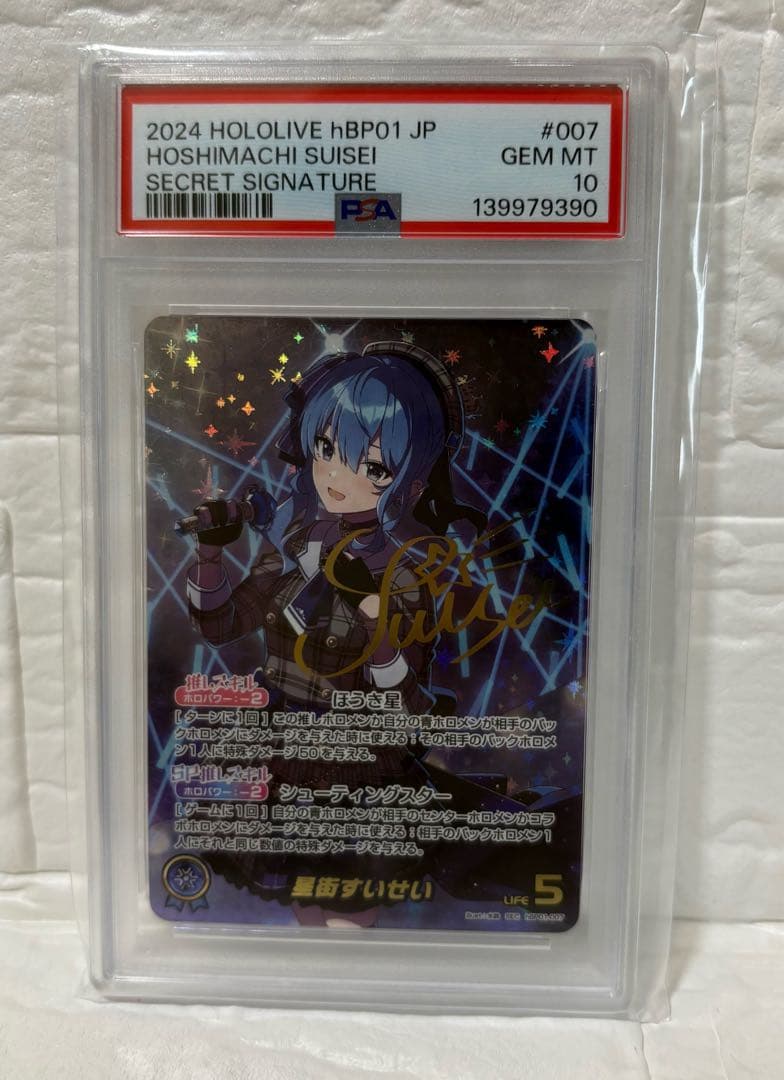 2024 HOLOLIVE hBP01 JP #007
HOSHIMACHI SUISEI GEM MT
SECRET SIGNATURE 10
PSA 139979390
Suisei
推しスキル
ホロパワー：－2 ほうき星
[ターンに1回] この推しホロメンか自分の青ホロメンが相手のバッ
クホロメンにダメージを与えた時に使える：その相手のバックホロメ
ン1人に特殊ダメージ50を与える。
SP推しスキル
ホロパワー：－2 シューティングスター
[ゲームに1回] 自分の青ホロメンが相手のセンターホロメンかコラ
ボホロメンにダメージを与えた時に使える：相手のバックホロメン1
人にそれと同じ数値の特殊ダメージを与える。
星街すいせい
LIFE 5
SEC hBP01-007